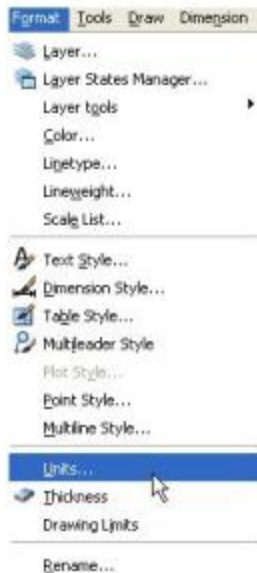 Format Tools Draw Dimension
Layer...
Layer States Manager...
Layer tools
Color...
Linetype...
Lineweight...
Scale List...
Text Style...
Dimension Style...
Table Style...
Multileader Style
Plot Style...
Point Style...
Multiline Style...
Units...
Thickness
Drawing Limits
Rename...